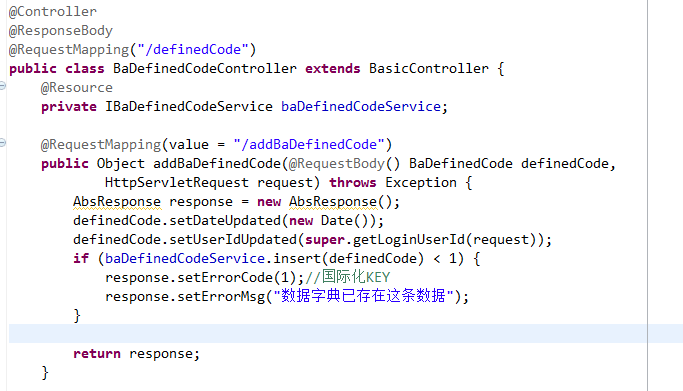 @Controller
@ResponseBody
@RequestMapping("/definedCode")
public class BaDefinedCodeController extends BasicController {
    @Resource
    private IBaDefinedCodeService baDefinedCodeService;

    @RequestMapping(value = "/addBaDefinedCode")
    public Object addBaDefinedCode(@RequestBody() BaDefinedCode definedCode,
            HttpServletRequest request) throws Exception {
        AbsResponse response = new AbsResponse();
        definedCode.setDateUpdated(new Date());
        definedCode.setUserIdUpdated(super.getLoginUserId(request));
        if (baDefinedCodeService.insert(definedCode) < 1) {
            response.setErrorCode(1);//国际化KEY
            response.setErrorMsg("数据字典已存在这条数据");
        }

        return response;
    }